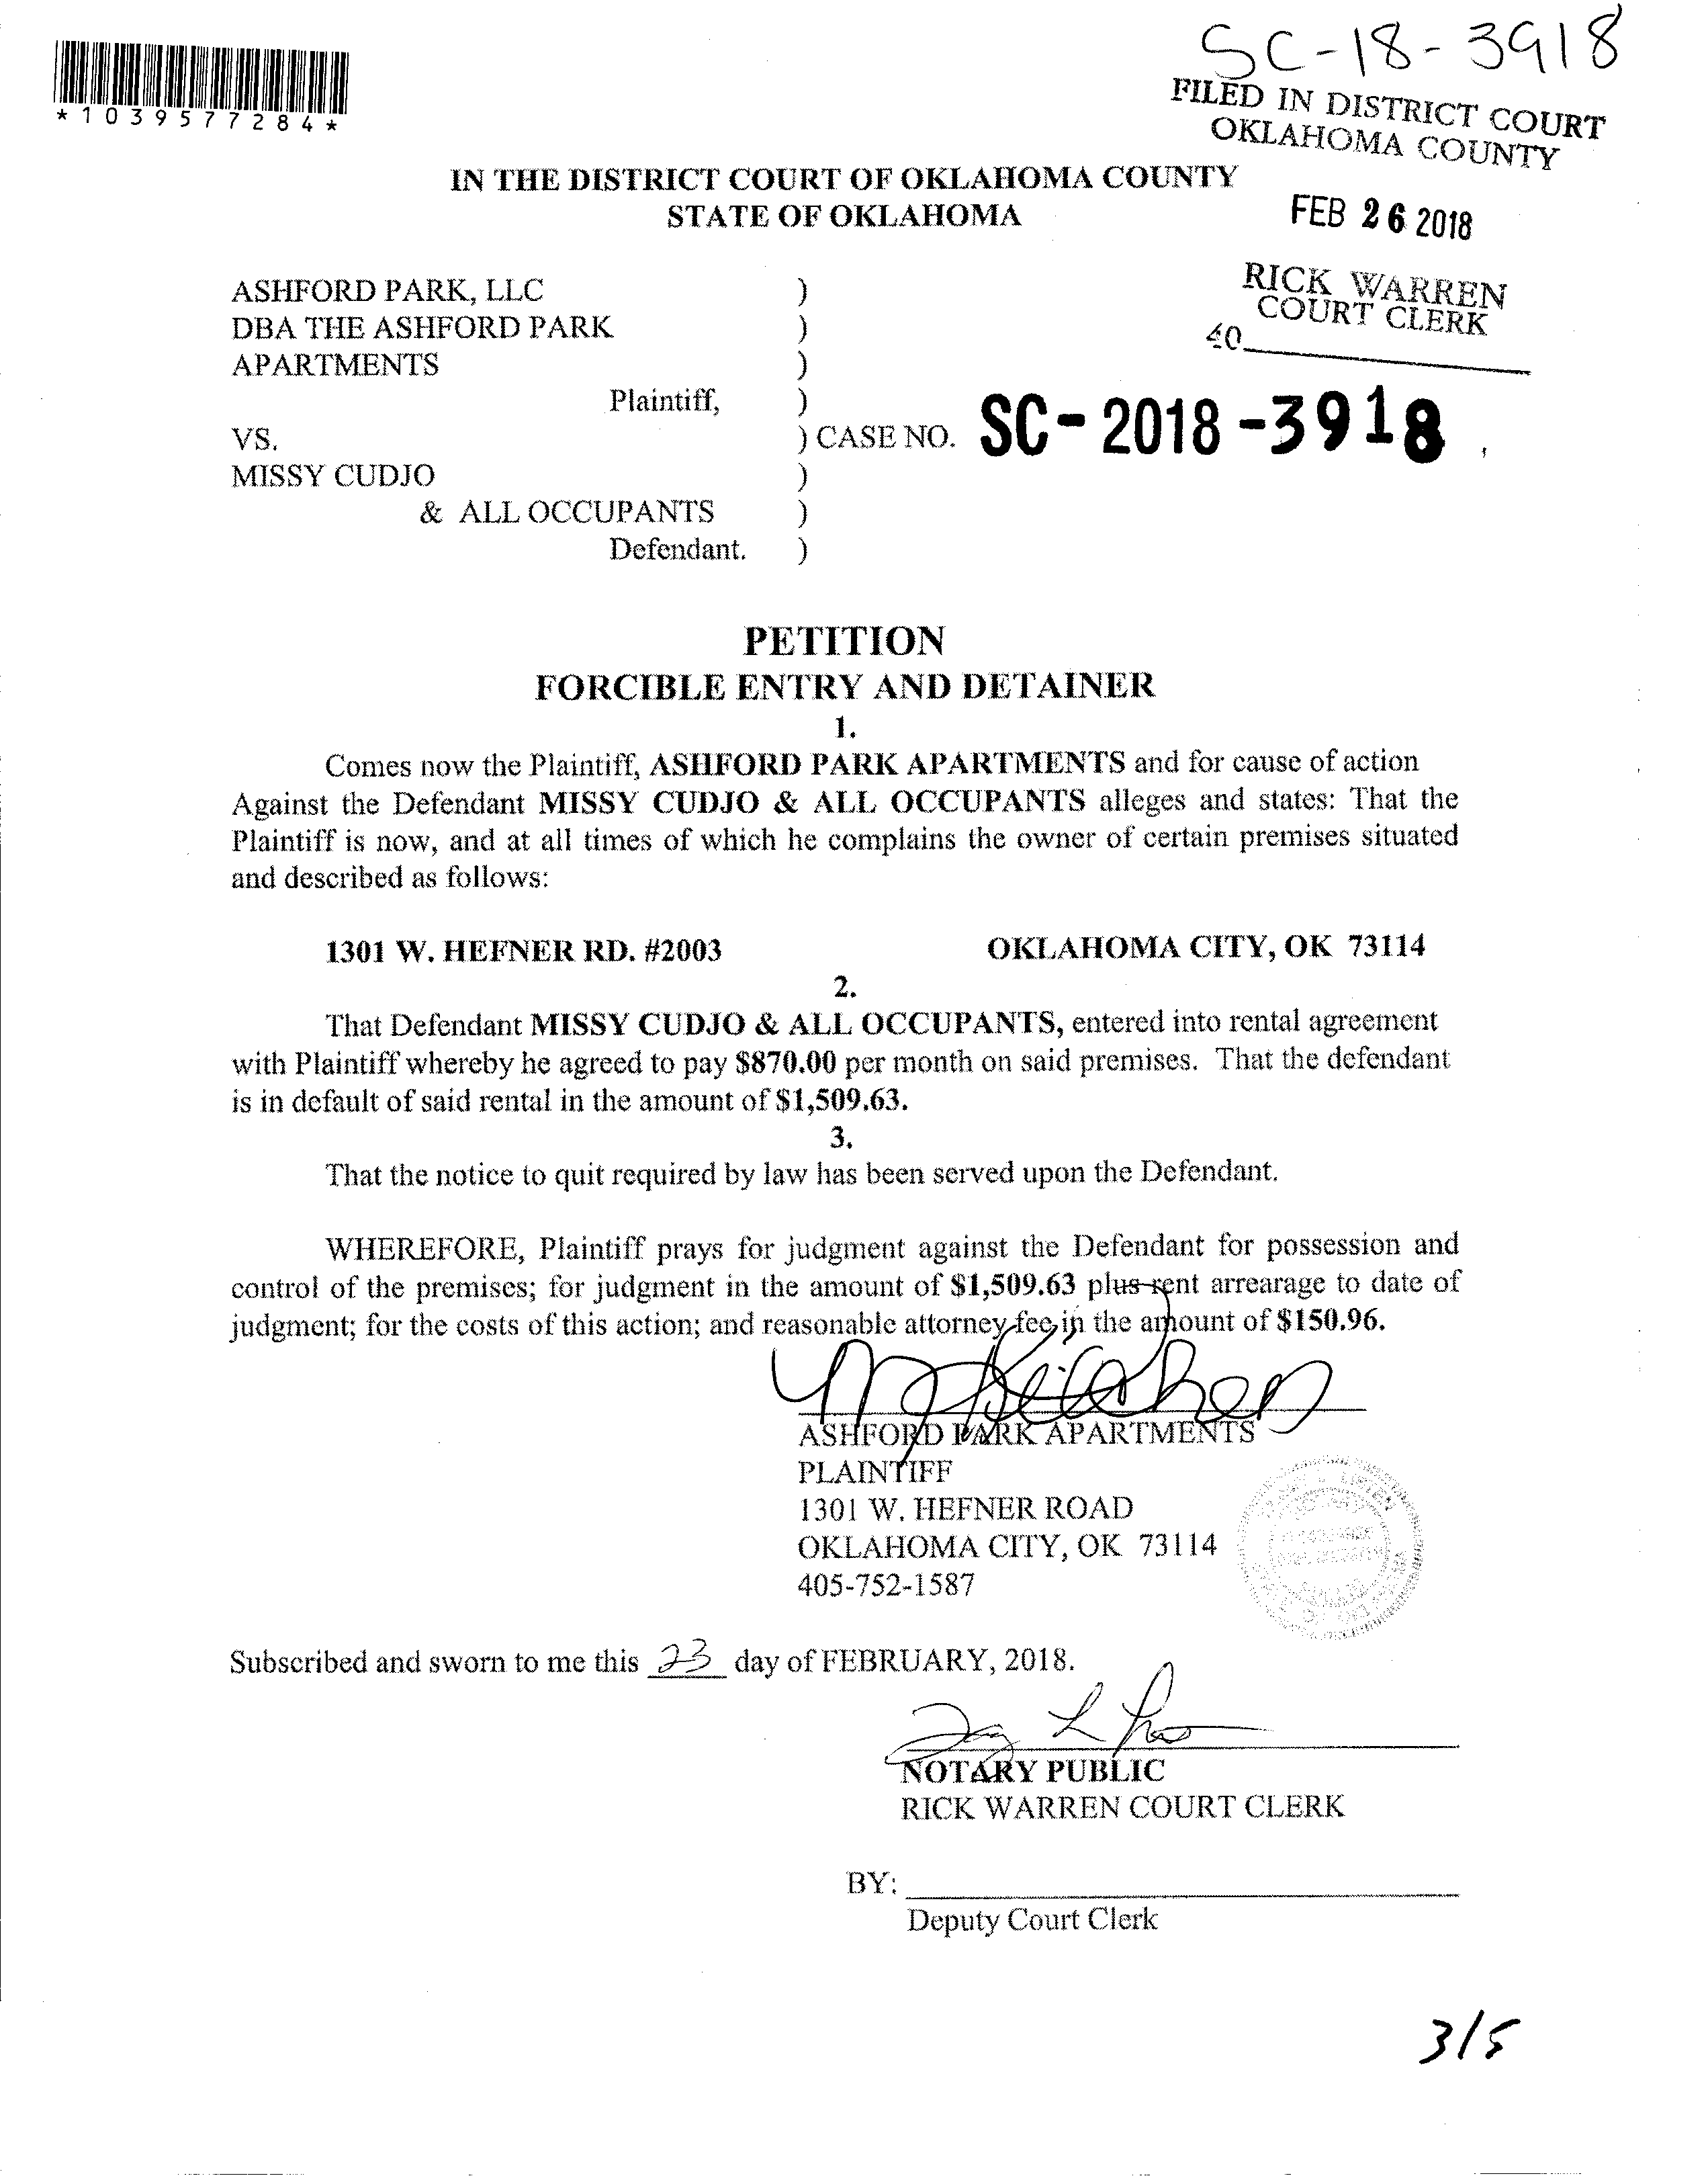 SC-18-3918
*1039577284*
FILED IN DISTRICT COURT
OKLAHOMA COUNTY
IN THE DISTRICT COURT OF OKLAHOMA COUNTY
STATE OF OKLAHOMA
FEB 26 2018
RICK WARREN
COURT CLERK
40
ASHFORD PARK, LLC )
DBA THE ASHFORD PARK )
APARTMENTS )
Plaintiff, )
VS. ) CASE NO. SC-2018-3918
MISSY CUDJO )
& ALL OCCUPANTS )
Defendant. )
PETITION
FORCIBLE ENTRY AND DETAINER
1.
Comes now the Plaintiff, ASHFORD PARK APARTMENTS and for cause of action
Against the Defendant MISSY CUDJO & ALL OCCUPANTS alleges and states: That the
Plaintiff is now, and at all times of which he complains the owner of certain premises situated
and described as follows:
1301 W. HEFNER RD. #2003 OKLAHOMA CITY, OK 73114
2.
That Defendant MISSY CUDJO & ALL OCCUPANTS, entered into rental agreement
with Plaintiff whereby he agreed to pay $870.00 per month on said premises. That the defendant
is in default of said rental in the amount of $1,509.63.
3.
That the notice to quit required by law has been served upon the Defendant.
WHEREFORE, Plaintiff prays for judgment against the Defendant for possession and
control of the premises; for judgment in the amount of $1,509.63 plus rent arrearage to date of
judgment; for the costs of this action; and reasonable attorney fee in the amount of $150.96.
ASHFORD PARK APARTMENTS
PLAINTIFF
1301 W. HEFNER ROAD
OKLAHOMA CITY, OK 73114
405-752-1587
Subscribed and sworn to me this 23 day of FEBRUARY, 2018.
NOTARY PUBLIC
RICK WARREN COURT CLERK
BY:
Deputy Court Clerk
3/5